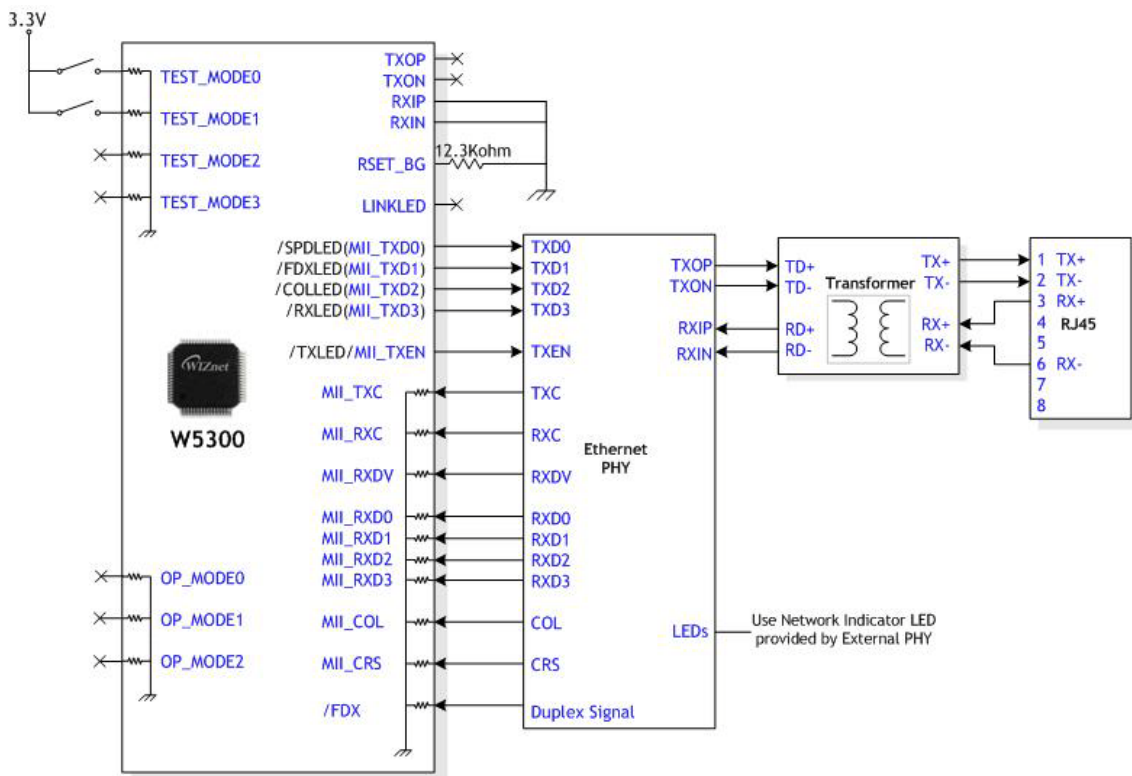 3.3V
TEST_MODE0
TEST_MODE1
TEST_MODE2
TEST_MODE3
WIZnet
W5300
OP_MODE0
OP_MODE1
OP_MODE2
TXOP
TXON
RXIP
RXIN
12.3Kohm
RSET_BG
LINKLED
/SPDLED(MII_TXD0)
/FDXLED(MII_TXD1)
/COLLED(MII_TXD2)
/RXLED(MII_TXD3)
/TXLED/MII_TXEN
MII_TXC
MII_RXC
MII_RXDV
MII_RXD0
MII_RXD1
MII_RXD2
MII_RXD3
MII_COL
MII_CRS
/FDX
TXD0
TXD1
TXD2
TXD3
TXEN
TXC
RXC
RXDV
RXD0
RXD1
RXD2
RXD3
COL
CRS
Duplex Signal
Ethernet
PHY
TXOP
TXON
RXIP
RXIN
LEDs
Use Network Indicator LED
provided by External PHY
TD+
TD-
RD+
RD-
Transformer
TX+
TX-
RX+
RX-
1 TX+
2 TX-
3 RX+
4
5
6 RX-
7
8
RJ45